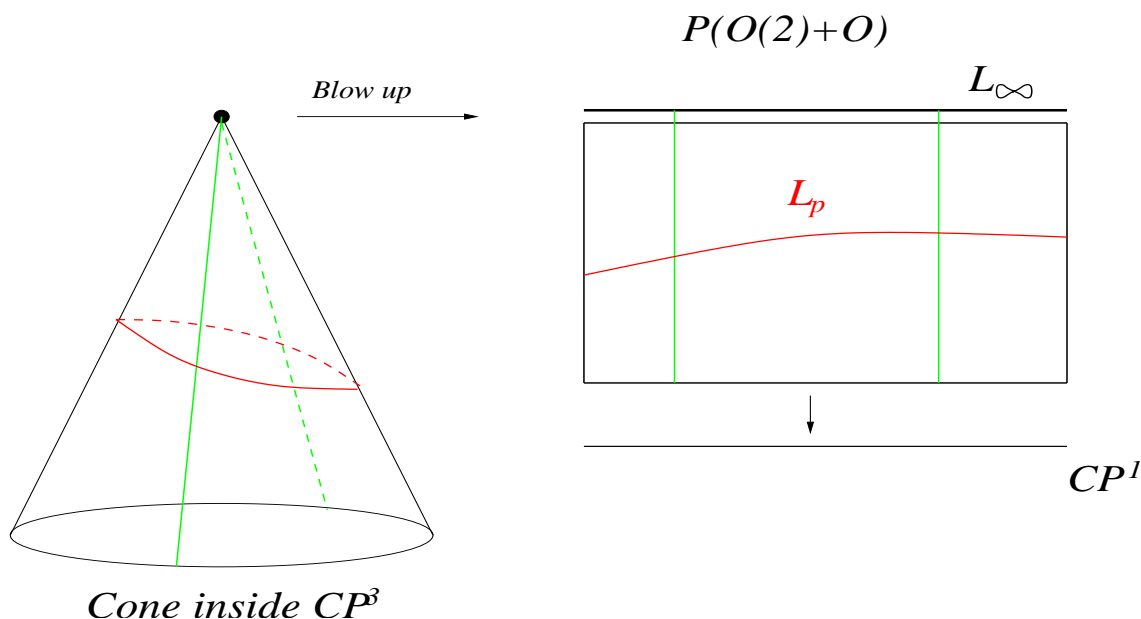 P(O(2)+O)
L∞
Blow up
Lp
CP¹
Cone inside CP³